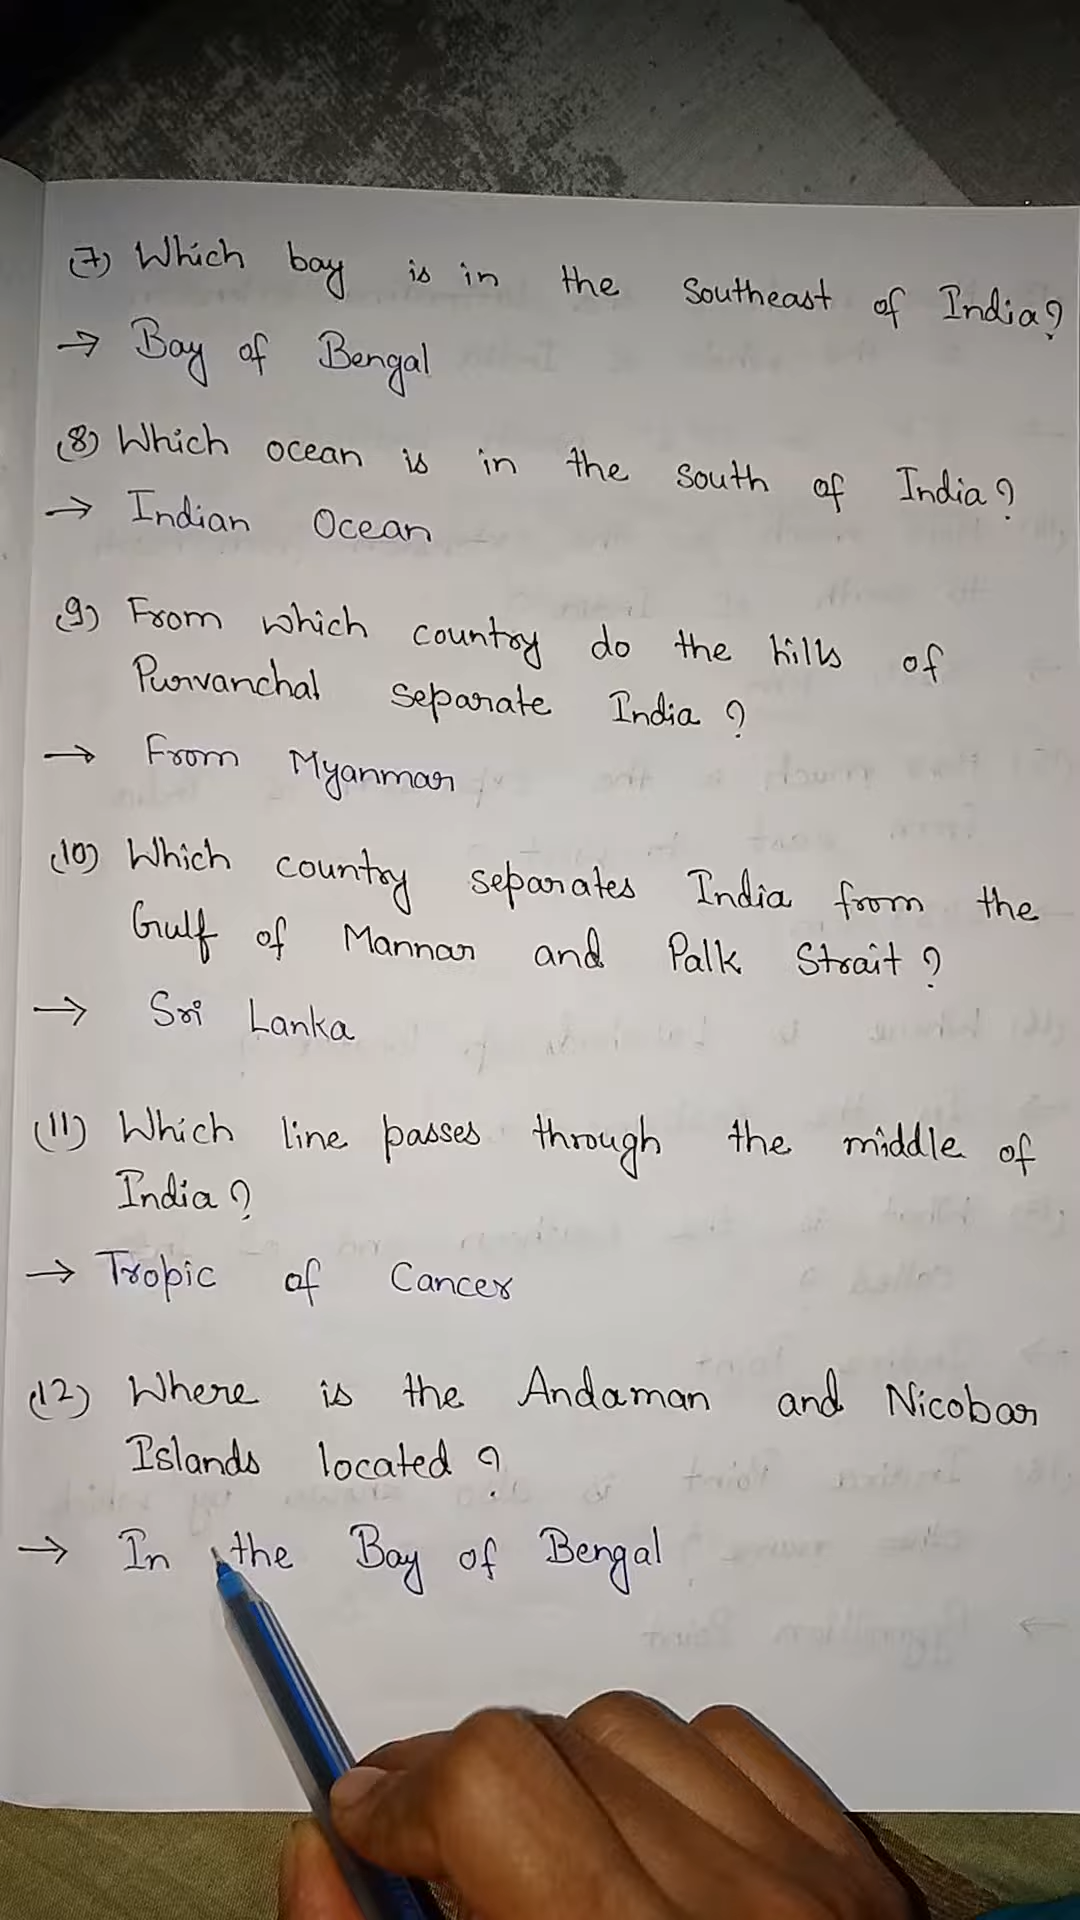 (7) Which bay is in the southeast of India?
→ Bay of Bengal
(8) Which ocean is in the south of India?
→ Indian Ocean
(9) From which country do the hills of
Purvanchal separate India ?
→ From Myanmar
(10) Which country separates India from the
Gulf of Mannar and Palk Strait ?
→ Sri Lanka
(11) Which line passes through the middle of
India ?
→ Tropic of Cancer
(12) Where is the Andaman and Nicobar
Islands located ?
→ In the Bay of Bengal